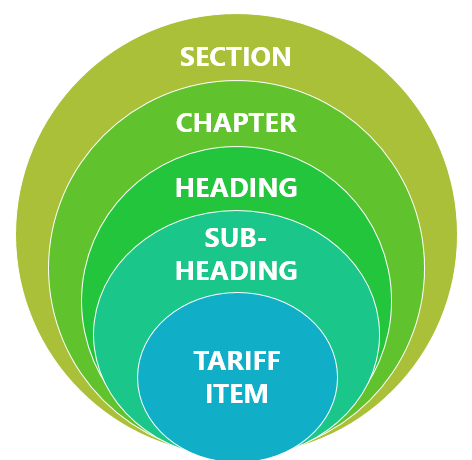 SECTION
CHAPTER
HEADING
SUB-
HEADING
TARIFF
ITEM